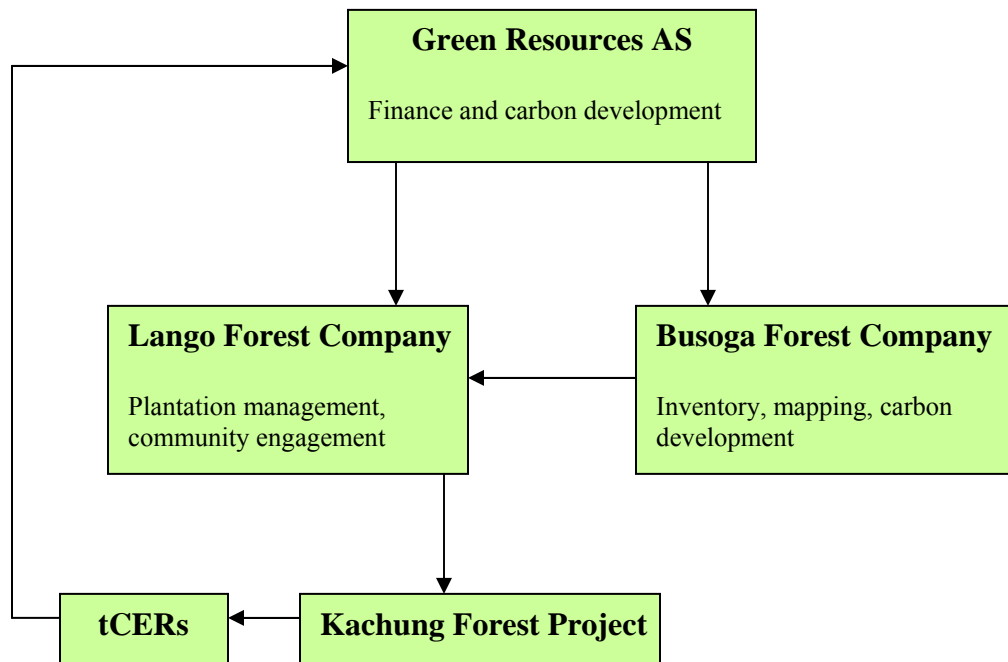 Green Resources AS
Finance and carbon development
Lango Forest Company
Plantation management,
community engagement
Busoga Forest Company
Inventory, mapping, carbon
development
tCERs
Kachung Forest Project